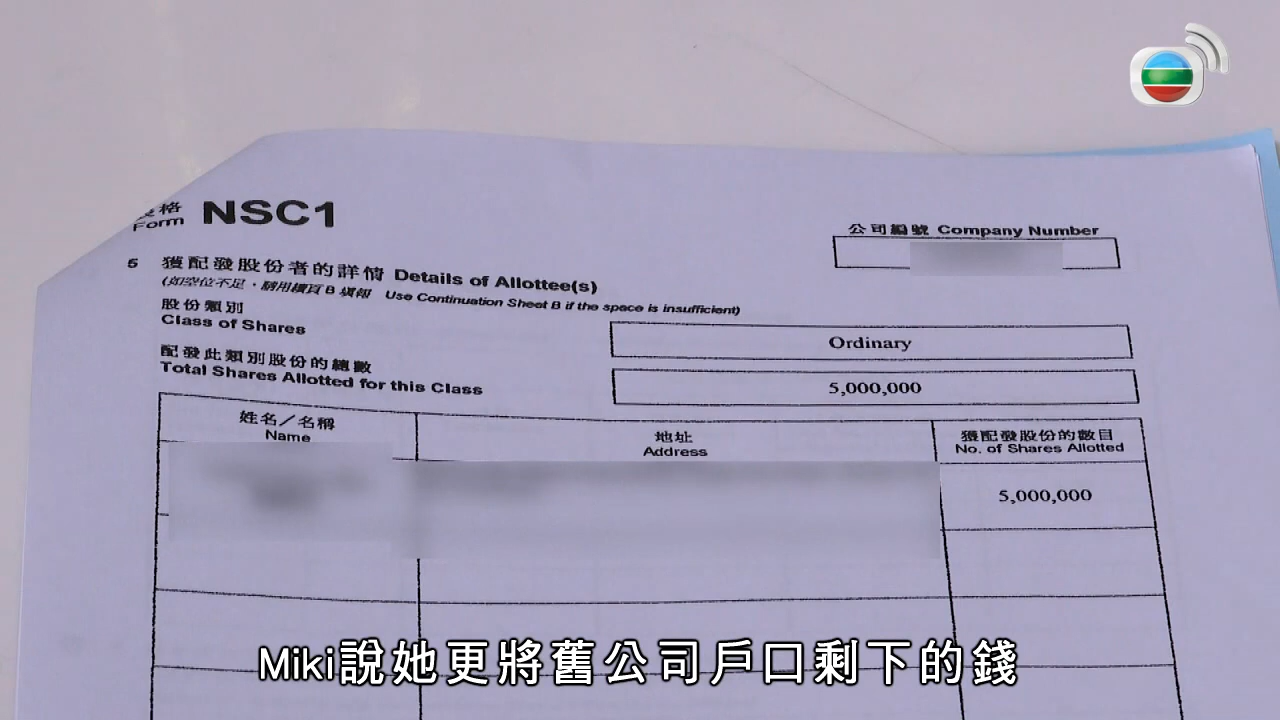 表格
Form NSC1
公司編號 Company Number
5 獲配發股份者的詳情 Details of Allottee(s)
(如空位不足，請用續頁 B 填報 Use Continuation Sheet B if the space is insufficient)
股份類別
Class of Shares
Ordinary
配發此類別股份的總數
Total Shares Allotted for this Class
5,000,000
姓名／名稱
Name
地址
Address
獲配發股份的數目
No. of Shares Allotted
5,000,000
Miki說她更將舊公司戶口剩下的錢